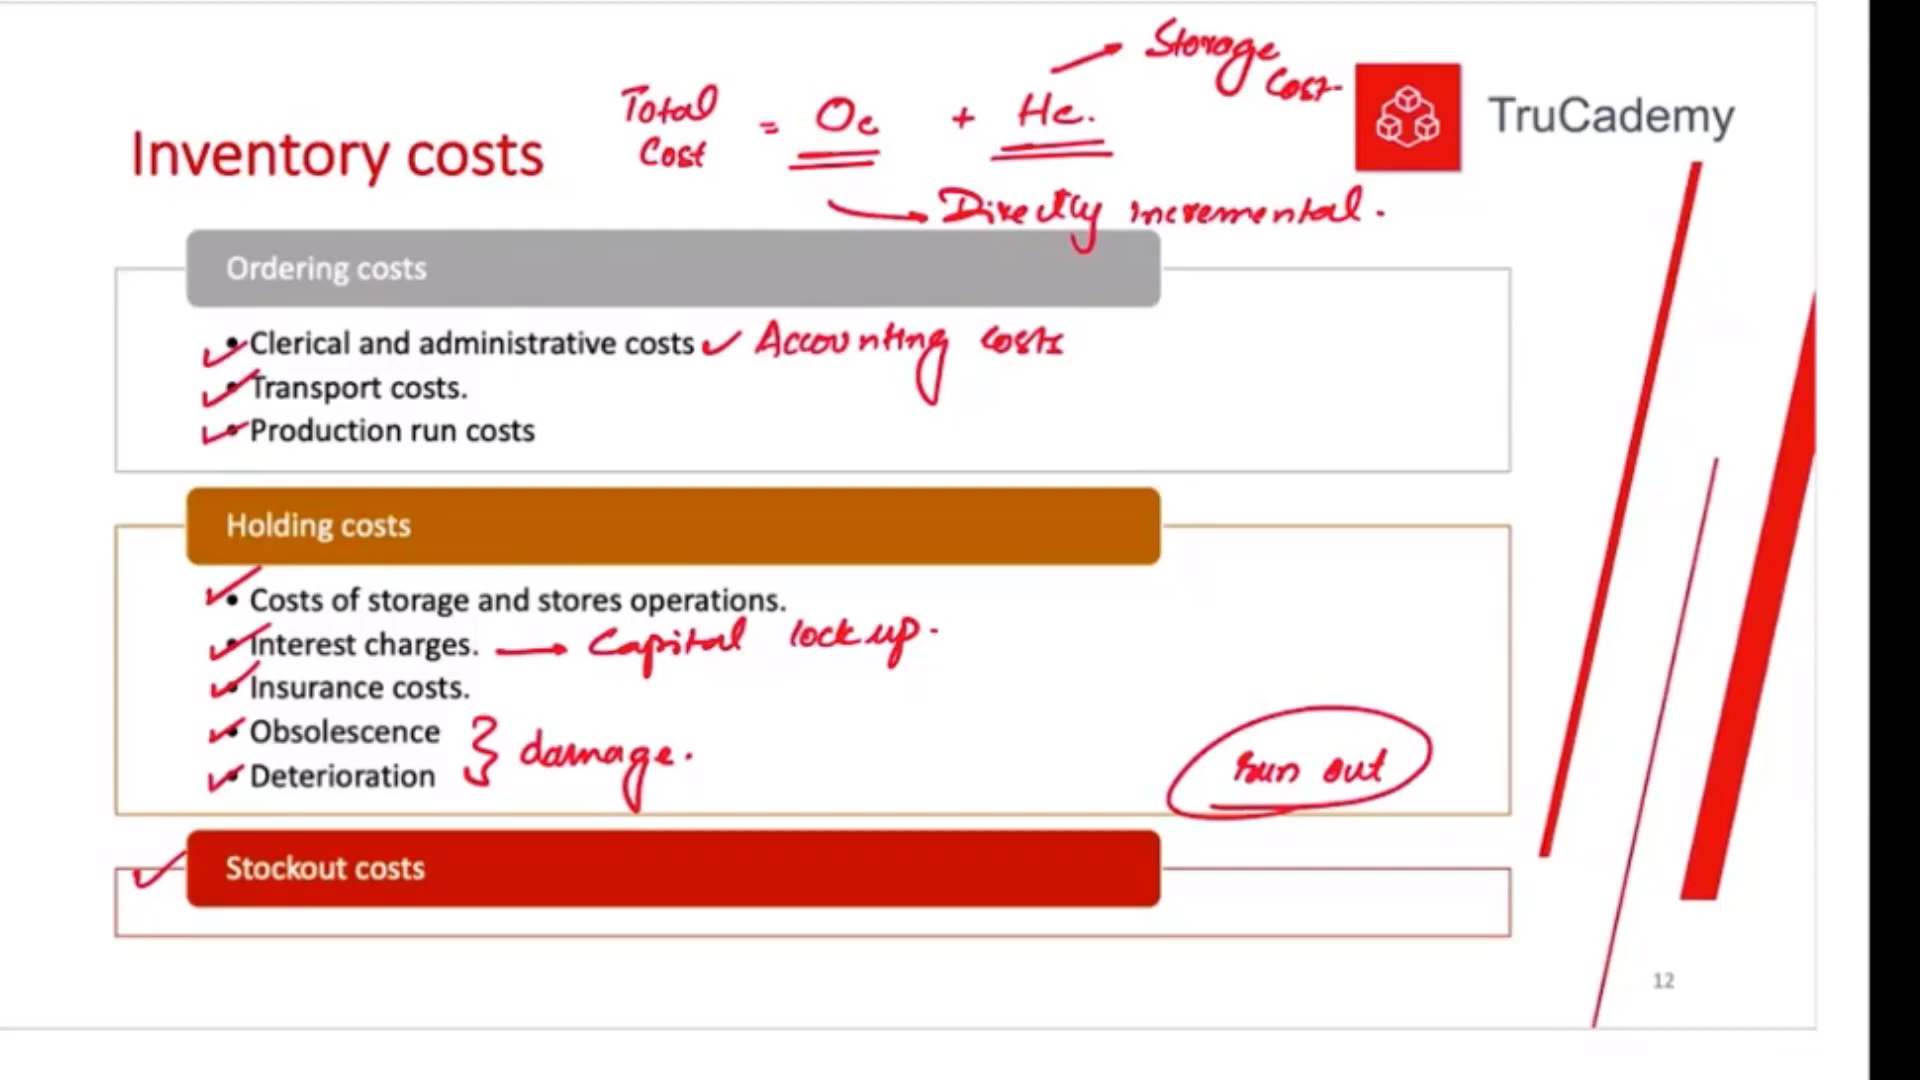 Storage
Cost.
Total
Cost
= Oc + Hc.
TruCademy
Inventory costs
Directly incremental.
Ordering costs
• Clerical and administrative costs ✓ Accounting costs
• Transport costs.
• Production run costs
Holding costs
• Costs of storage and stores operations.
• Interest charges. → Capital lock up.
• Insurance costs.
• Obsolescence
• Deterioration
} damage.
Run out
Stockout costs
12